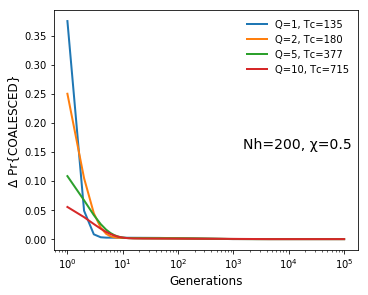 Q=1, Tc=135
Q=2, Tc=180
Q=5, Tc=377
Q=10, Tc=715
Nh=200, χ=0.5
Δ Pr{COALESCED}
0.35
0.30
0.25
0.20
0.15
0.10
0.05
0.00
10⁰ 10¹ 10² 10³ 10⁴ 10⁵
Generations